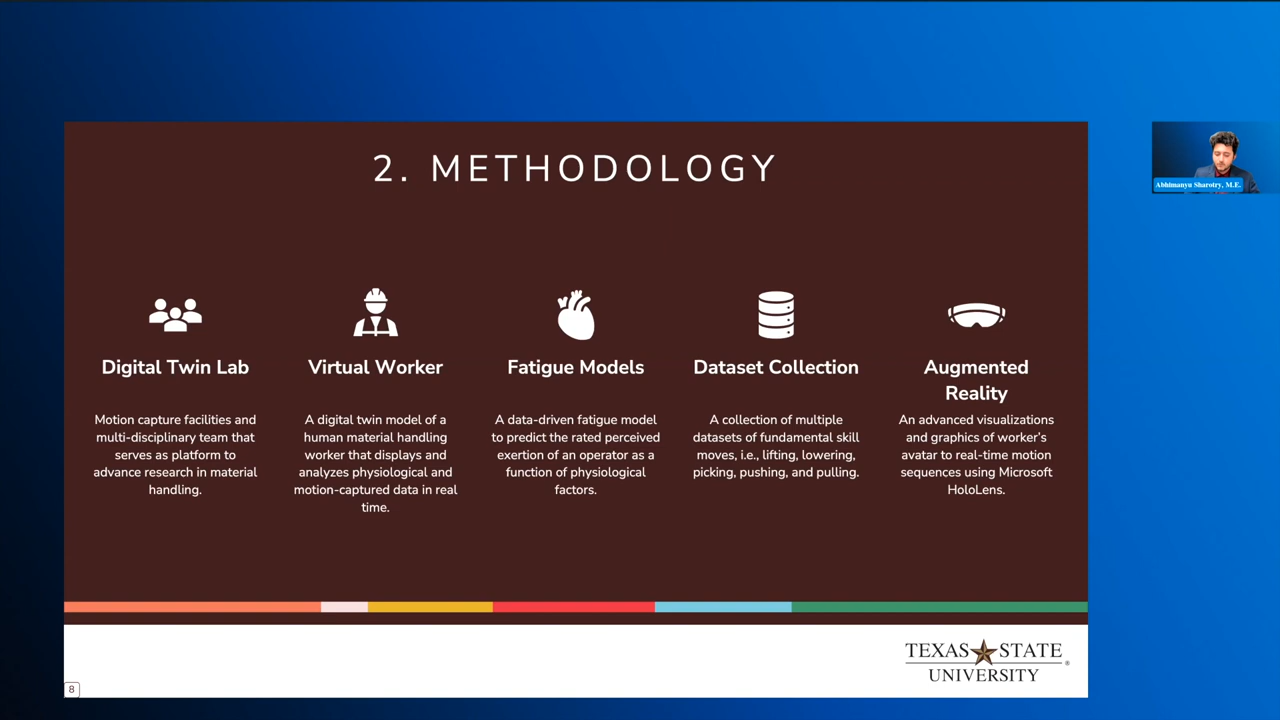 2. METHODOLOGY
Digital Twin Lab
Motion capture facilities and
multi-disciplinary team that
serves as platform to
advance research in material
handling.
Virtual Worker
A digital twin model of a
human material handling
worker that displays and
analyzes physiological and
motion-captured data in real
time.
Fatigue Models
A data-driven fatigue model
to predict the rated perceived
exertion of an operator as a
function of physiological
factors.
Dataset Collection
A collection of multiple
datasets of fundamental skill
moves, i.e., lifting, lowering,
picking, pushing, and pulling.
Augmented
Reality
An advanced visualizations
and graphics of worker's
avatar to real-time motion
sequences using Microsoft
HoloLens.
TEXAS STATE
UNIVERSITY
®
8
Abhimanyu Sharotry, M.E.